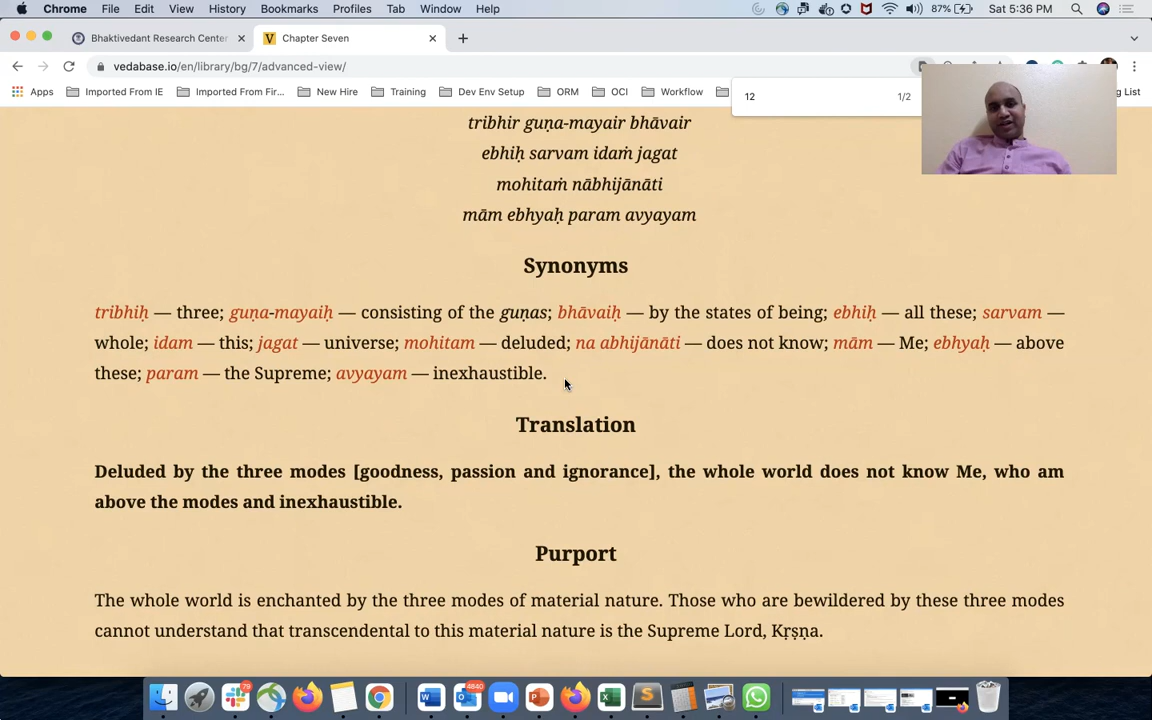 Chrome File Edit View History Bookmarks Profiles Tab Window Help 87% Sat 5:36 PM
Bhaktivedant Research Center Chapter Seven
vedabase.io/en/library/bg/7/advanced-view/
Apps Imported From IE Imported From Fir... New Hire Training Dev Env Setup ORM OCI Workflow
12 1/2
tribhir guṇa-mayair bhāvair
ebhiḥ sarvam idaṁ jagat
mohitaṁ nābhijānāti
mām ebhyaḥ param avyayam
Synonyms
tribhiḥ — three; guṇa-mayaiḥ — consisting of the guṇas; bhāvaiḥ — by the states of being; ebhiḥ — all these; sarvam —
whole; idam — this; jagat — universe; mohitam — deluded; na abhijānāti — does not know; mām — Me; ebhyaḥ — above
these; param — the Supreme; avyayam — inexhaustible.
Translation
Deluded by the three modes [goodness, passion and ignorance], the whole world does not know Me, who am
above the modes and inexhaustible.
Purport
The whole world is enchanted by the three modes of material nature. Those who are bewildered by these three modes
cannot understand that transcendental to this material nature is the Supreme Lord, Kṛṣṇa.
79 4840